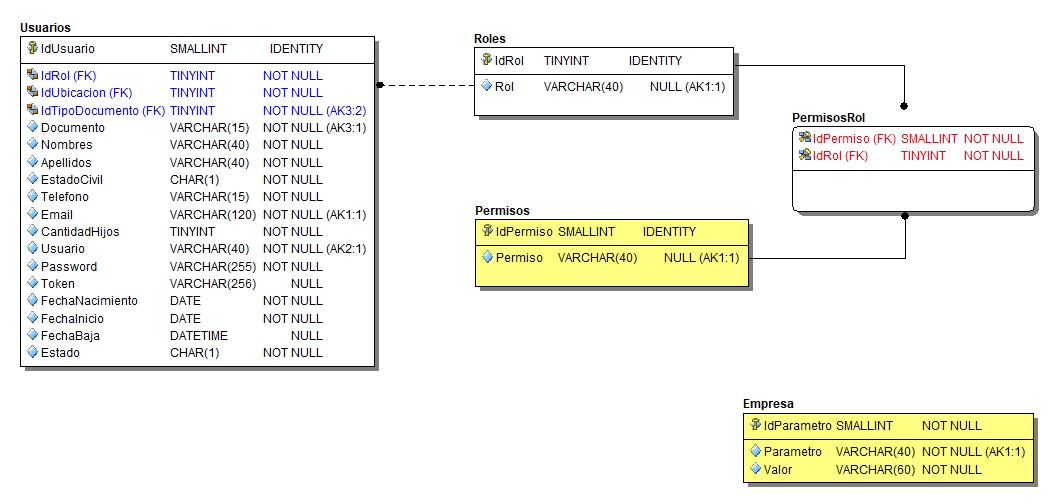 Usuarios
IdUsuario SMALLINT IDENTITY
IdRol (FK) TINYINT NOT NULL
IdUbicacion (FK) TINYINT NOT NULL
IdTipoDocumento (FK) TINYINT NOT NULL (AK3:2)
Documento VARCHAR(15) NOT NULL (AK3:1)
Nombres VARCHAR(40) NOT NULL
Apellidos VARCHAR(40) NOT NULL
EstadoCivil CHAR(1) NOT NULL
Telefono VARCHAR(15) NOT NULL
Email VARCHAR(120) NOT NULL (AK1:1)
CantidadHijos TINYINT NOT NULL
Usuario VARCHAR(40) NOT NULL (AK2:1)
Password VARCHAR(255) NOT NULL
Token VARCHAR(256) NULL
FechaNacimiento DATE NOT NULL
FechaInicio DATE NOT NULL
FechaBaja DATETIME NULL
Estado CHAR(1) NOT NULL
Roles
IdRol TINYINT IDENTITY
Rol VARCHAR(40) NULL (AK1:1)
PermisosRol
IdPermiso (FK) SMALLINT NOT NULL
IdRol (FK) TINYINT NOT NULL
Permisos
IdPermiso SMALLINT IDENTITY
Permiso VARCHAR(40) NULL (AK1:1)
Empresa
IdParametro SMALLINT NOT NULL
Parametro VARCHAR(40) NOT NULL (AK1:1)
Valor VARCHAR(60) NOT NULL